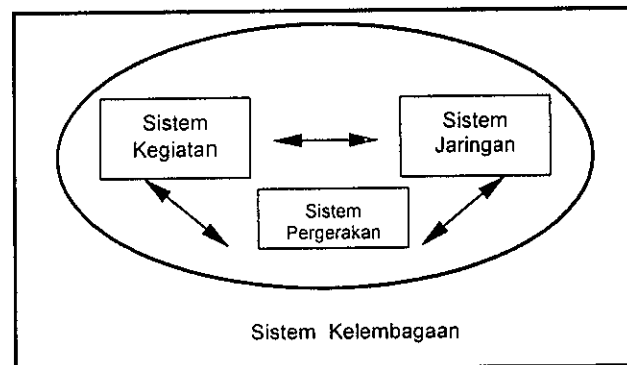 Sistem
Kegiatan
Sistem
Jaringan
Sistem
Pergerakan
Sistem Kelembagaan